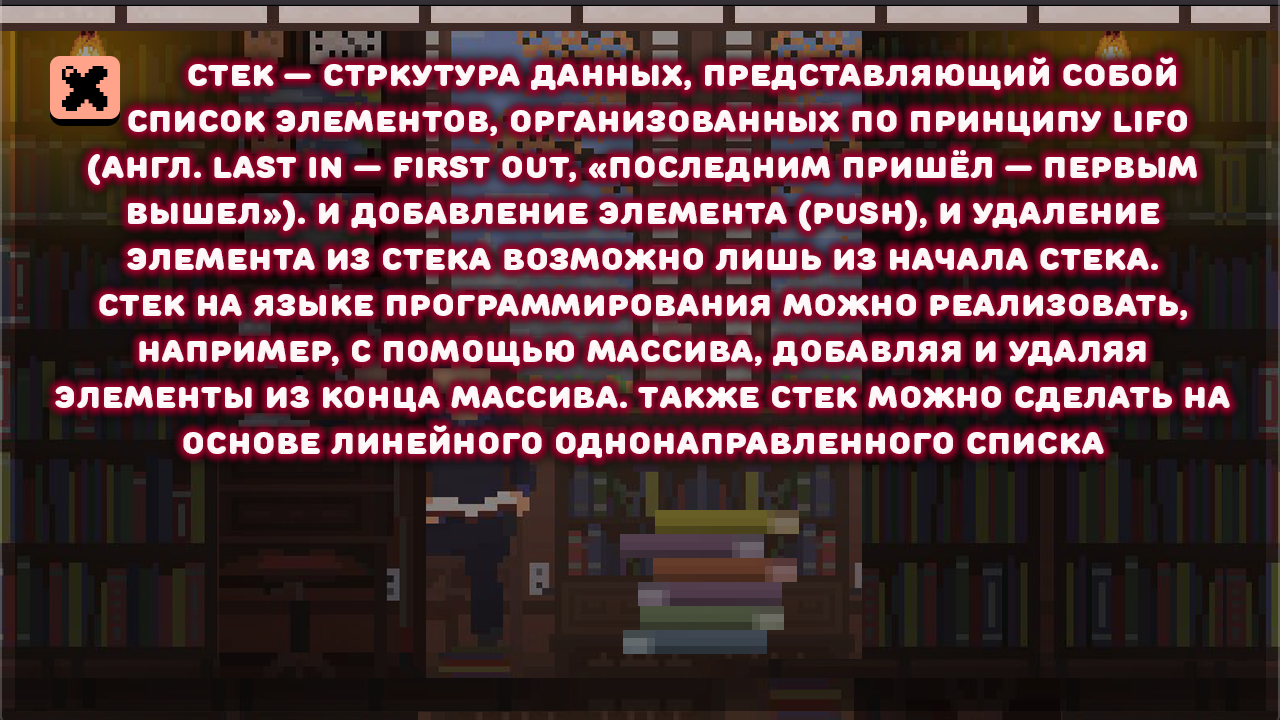 СТЕК — СТРКУТУРА ДАННЫХ, ПРЕДСТАВЛЯЮЩИЙ СОБОЙ
СПИСОК ЭЛЕМЕНТОВ, ОРГАНИЗОВАННЫХ ПО ПРИНЦИПУ LIFO
(АНГЛ. LAST IN — FIRST OUT, «ПОСЛЕДНИМ ПРИШЁЛ — ПЕРВЫМ
ВЫШЕЛ»). И ДОБАВЛЕНИЕ ЭЛЕМЕНТА (PUSH), И УДАЛЕНИЕ
ЭЛЕМЕНТА ИЗ СТЕКА ВОЗМОЖНО ЛИШЬ ИЗ НАЧАЛА СТЕКА.
СТЕК НА ЯЗЫКЕ ПРОГРАММИРОВАНИЯ МОЖНО РЕАЛИЗОВАТЬ,
НАПРИМЕР, С ПОМОЩЬЮ МАССИВА, ДОБАВЛЯЯ И УДАЛЯЯ
ЭЛЕМЕНТЫ ИЗ КОНЦА МАССИВА. ТАКЖЕ СТЕК МОЖНО СДЕЛАТЬ НА
ОСНОВЕ ЛИНЕЙНОГО ОДНОНАПРАВЛЕННОГО СПИСКА